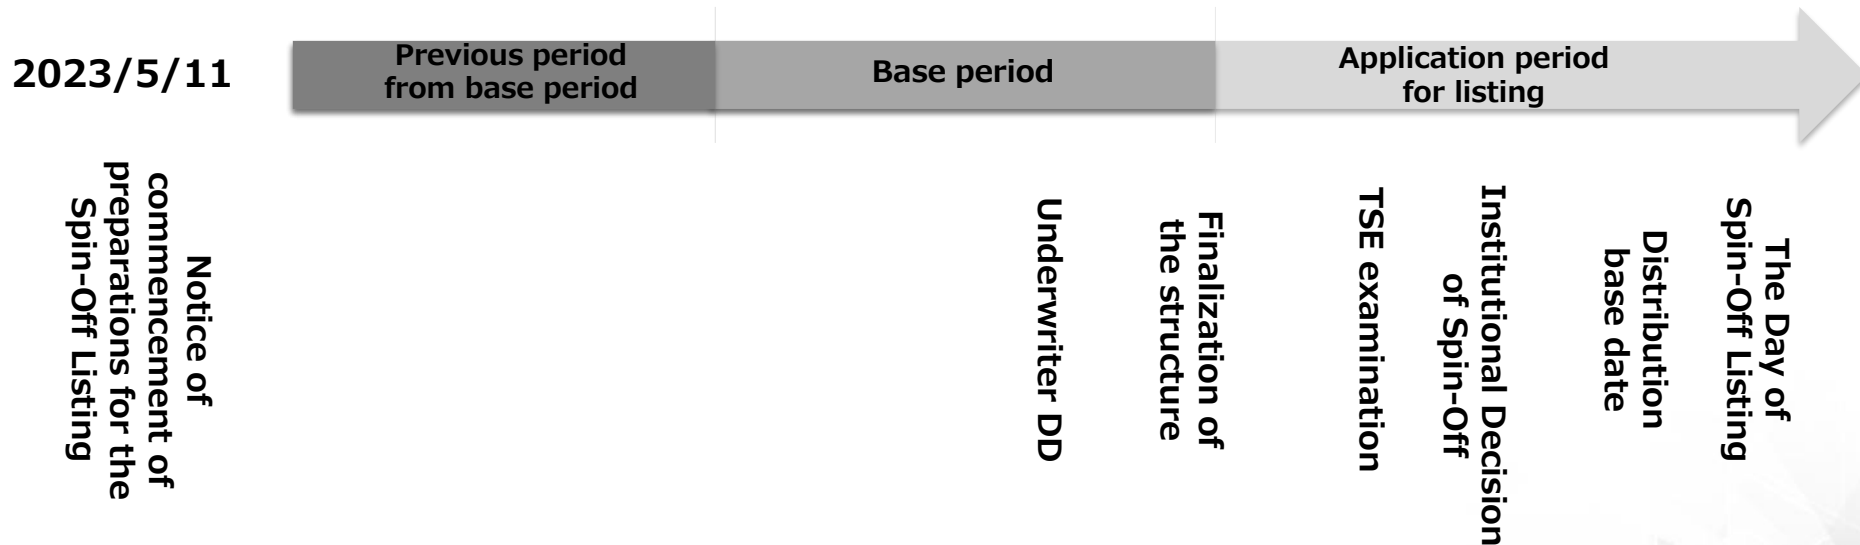 2023/5/11
Previous period
from base period
Base period
Application period
for listing
Notice of
commencement of
preparations for the
Spin-Off Listing
Underwriter DD
Finalization of
the structure
TSE examination
Institutional Decision
of Spin-Off
Distribution
base date
The Day of
Spin-Off Listing